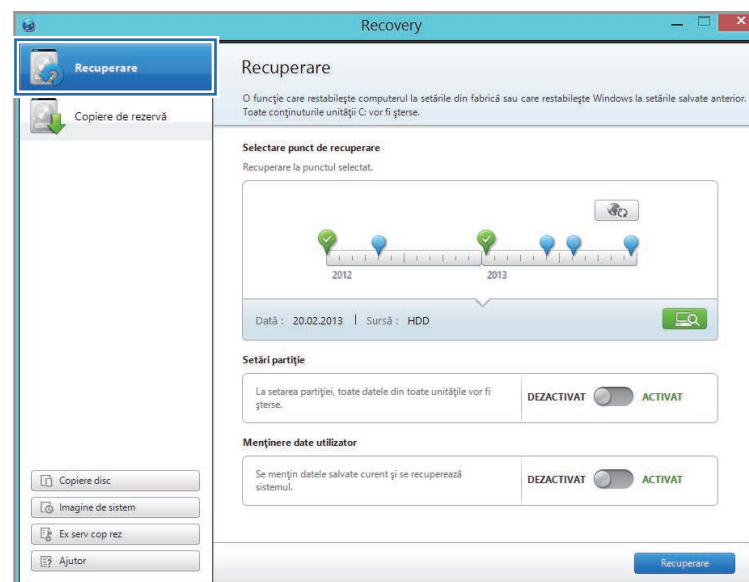 Recovery
Recuperare
Copiere de rezervă
Copiere disc
Imagine de sistem
Ex serv cop rez
Ajutor
Recuperare
O funcţie care restabileşte computerul la setările din fabrică sau care restabileşte Windows la setările salvate anterior.
Toate conţinuturile unităţii C: vor fi şterse.
Selectare punct de recuperare
Recuperare la punctul selectat.
2012 2013
Dată : 20.02.2013 | Sursă : HDD
Setări partiţie
La setarea partiţiei, toate datele din toate unităţile vor fi
şterse.
DEZACTIVAT ACTIVAT
Menţinere date utilizator
Se menţin datele salvate curent şi se recuperează
sistemul.
DEZACTIVAT ACTIVAT
Recuperare